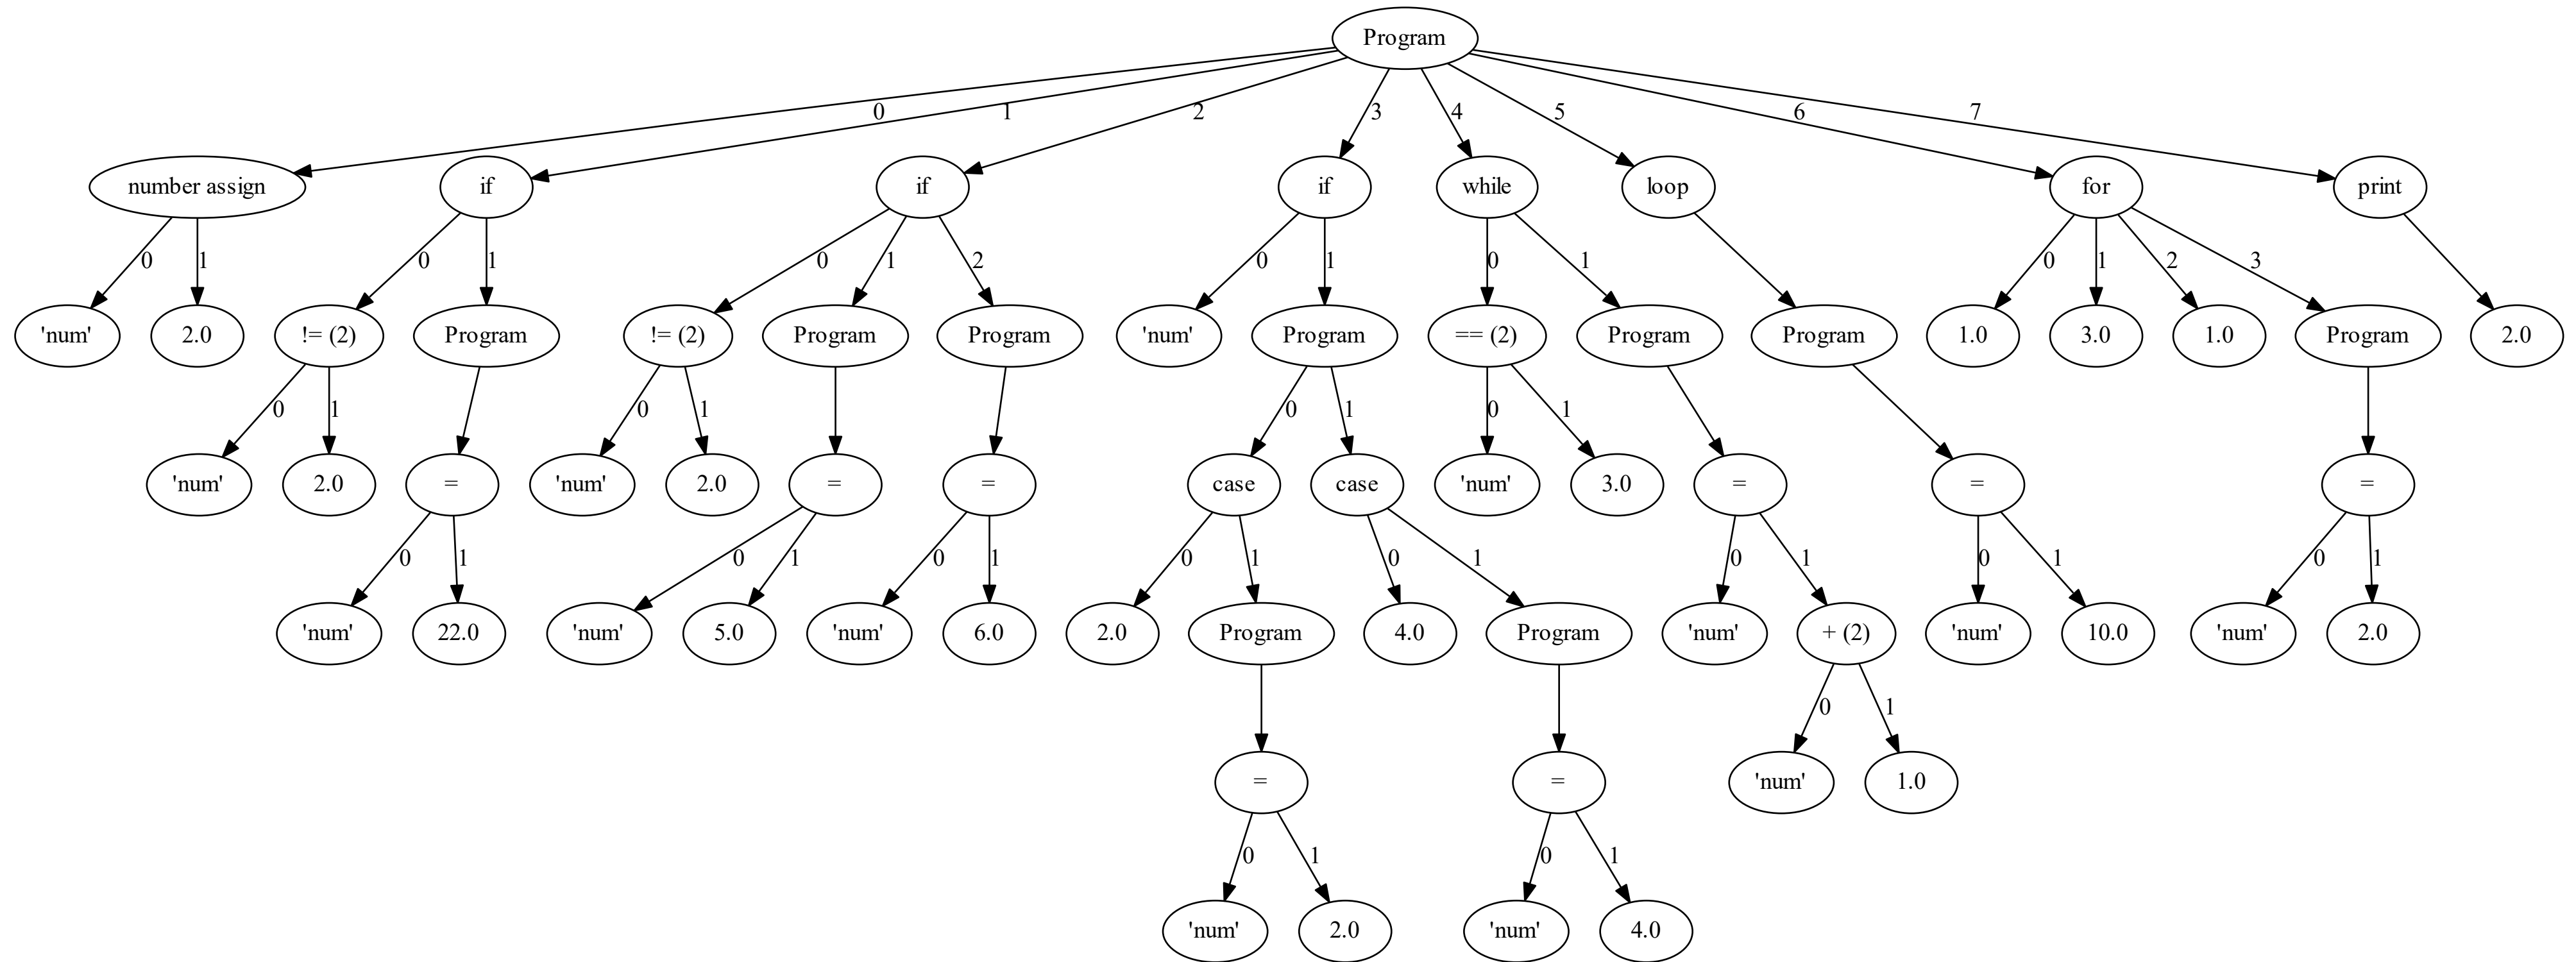 Program
0 1 2 3 4 5 6 7
number assign if if if while loop for print
0 1 0 1 0 1 2 0 1 0 1 0 1 2 3
'num' 2.0 != (2) Program != (2) Program Program 'num' Program == (2) Program Program 1.0 3.0 1.0 Program 2.0
0 1 0 1 0 1 0 1
'num' 2.0 = 'num' 2.0 = = case case 'num' 3.0 = = =
0 1 0 1 0 1 0 1 0 1 0 1 0 1 0 1
'num' 22.0 'num' 5.0 'num' 6.0 2.0 Program 4.0 Program 'num' + (2) 'num' 10.0 'num' 2.0
0 1
= = 'num' 1.0
0 1 0 1
'num' 2.0 'num' 4.0